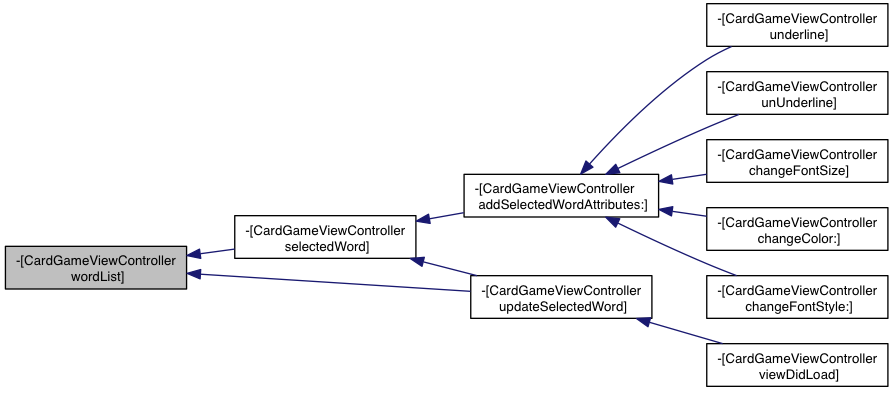 -[CardGameViewController
underline]
-[CardGameViewController
unUnderline]
-[CardGameViewController
changeFontSize]
-[CardGameViewController
addSelectedWordAttributes:]
-[CardGameViewController
changeColor:]
-[CardGameViewController
selectedWord]
-[CardGameViewController
wordList]
-[CardGameViewController
updateSelectedWord]
-[CardGameViewController
changeFontStyle:]
-[CardGameViewController
viewDidLoad]